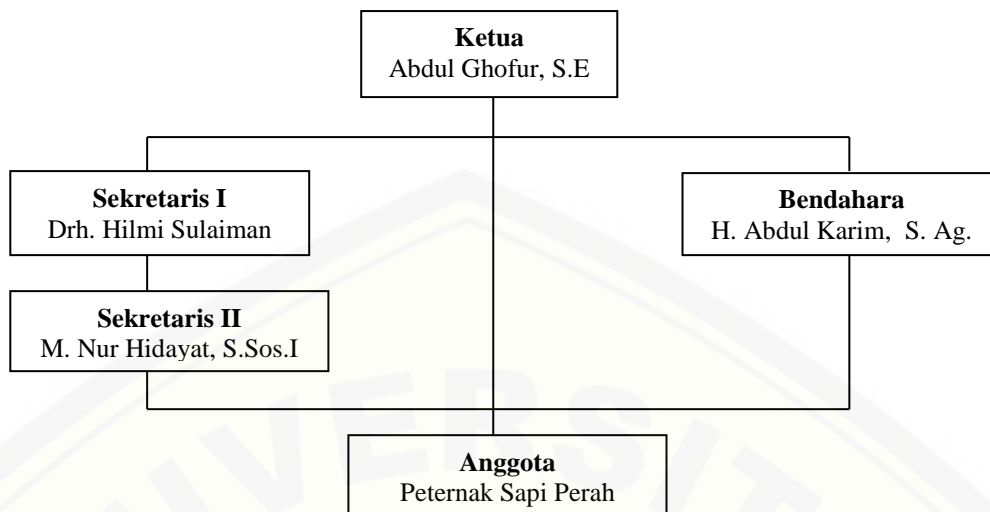 Ketua
Abdul Ghofur, S.E
Sekretaris I
Drh. Hilmi Sulaiman
Bendahara
H. Abdul Karim, S. Ag.
Sekretaris II
M. Nur Hidayat, S.Sos.I
Anggota
Peternak Sapi Perah